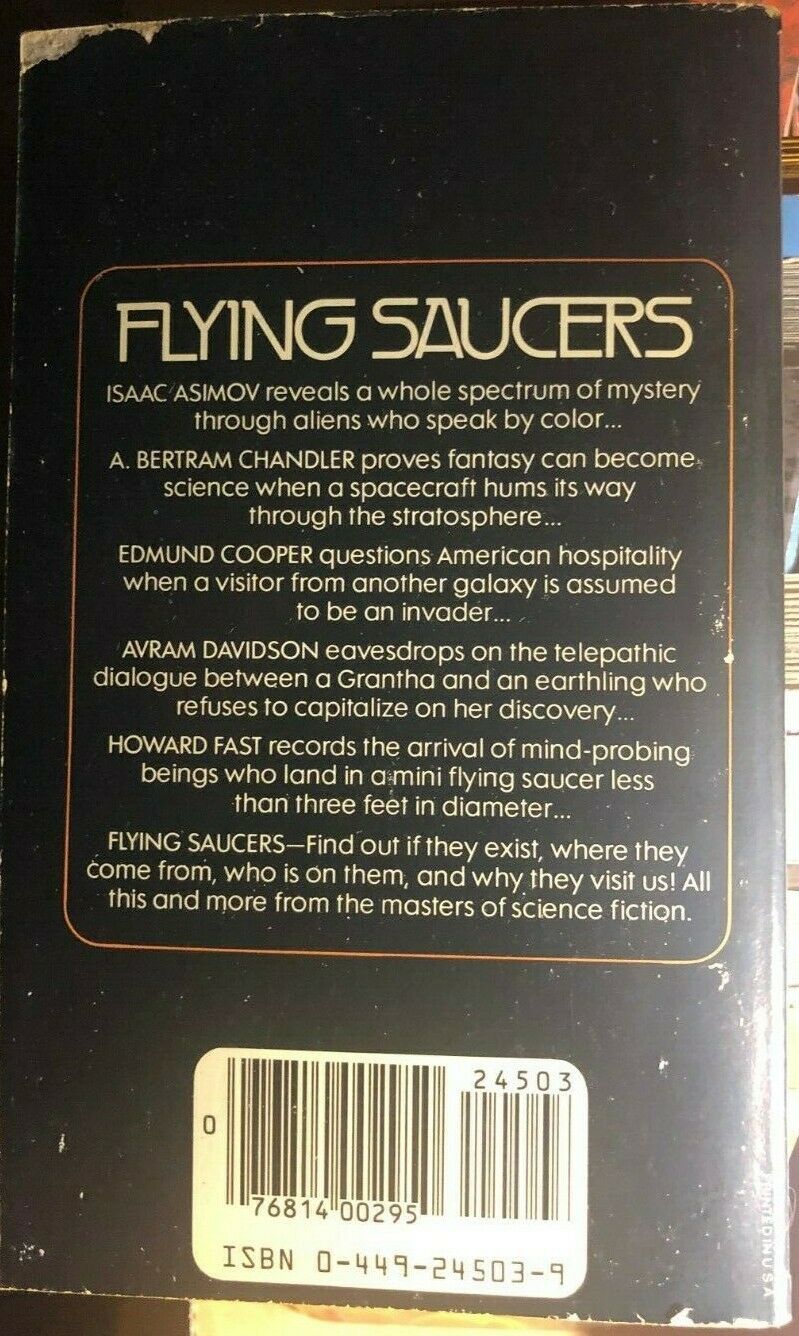 FLYING SAUCERS
ISAAC ASIMOV reveals a whole spectrum of mystery
through aliens who speak by color...
A. BERTRAM CHANDLER proves fantasy can become
science when a spacecraft hums its way
through the stratosphere...
EDMUND COOPER questions American hospitality
when a visitor from another galaxy is assumed
to be an invader...
AVRAM DAVIDSON eavesdrops on the telepathic
dialogue between a Grantha and an earthling who
refuses to capitalize on her discovery...
HOWARD FAST records the arrival of mind-probing
beings who land in a mini flying saucer less
than three feet in diameter...
FLYING SAUCERS—Find out if they exist, where they
come from, who is on them, and why they visit us! All
this and more from the masters of science fiction.
24503
0
76814 00295
ISBN 0-449-24503-9
PRINTED IN U.S.A.